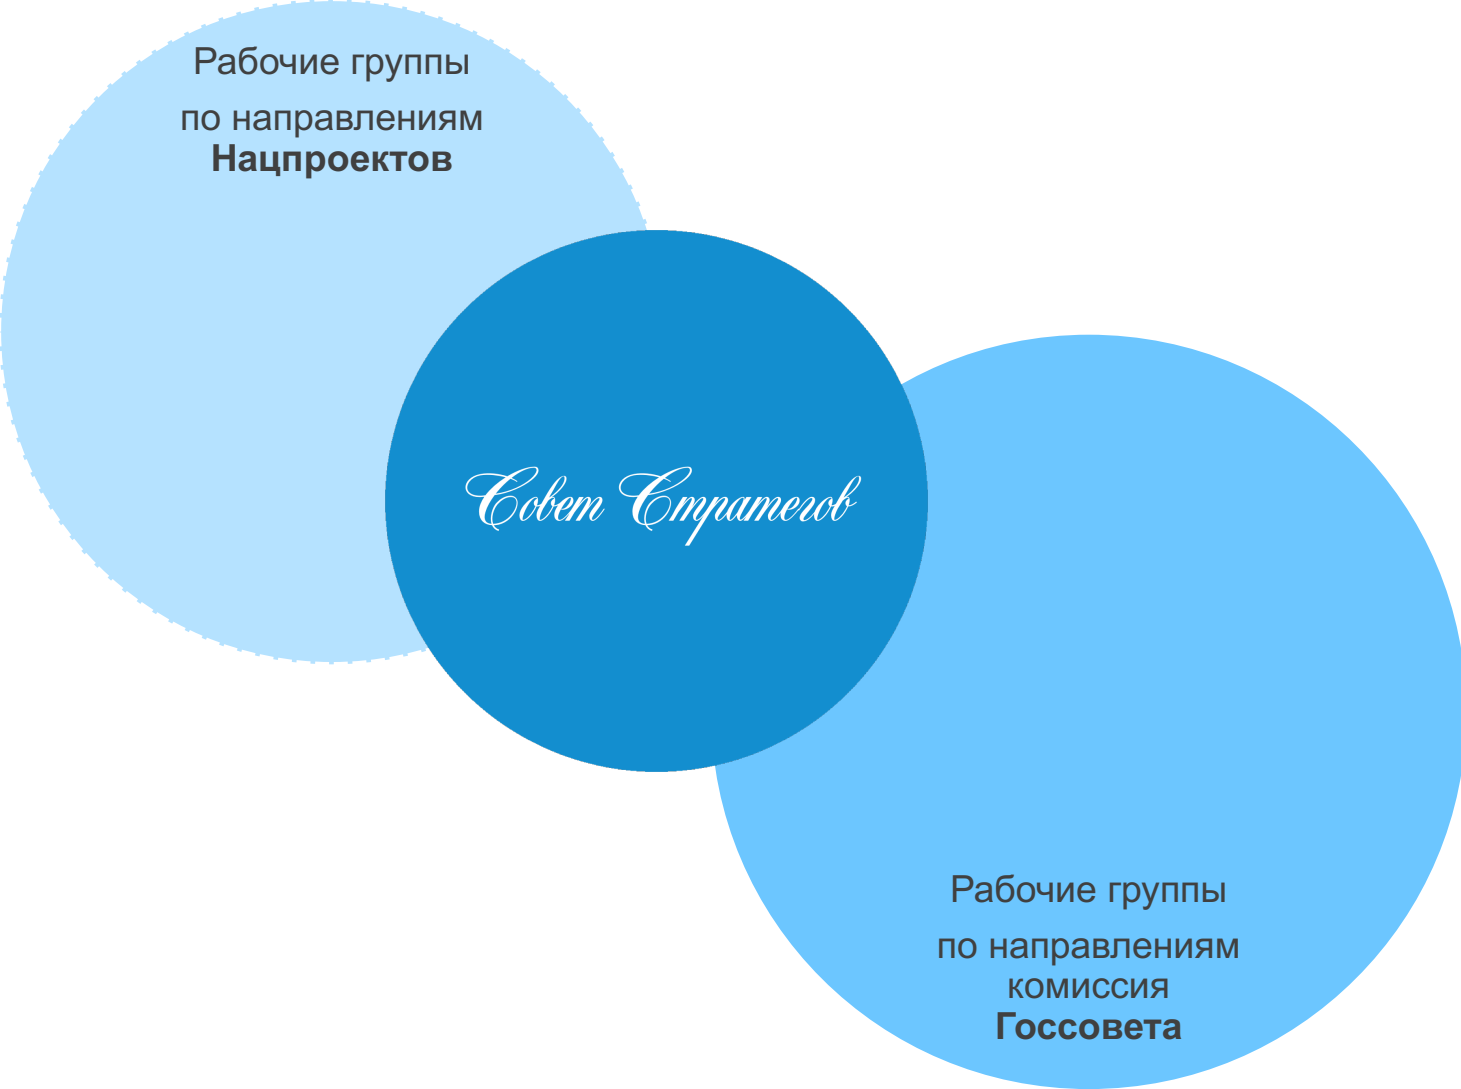 Рабочие группы
по направлениям
Нацпроектов
Совет Стратегов
Рабочие группы
по направлениям
комиссия
Госсовета